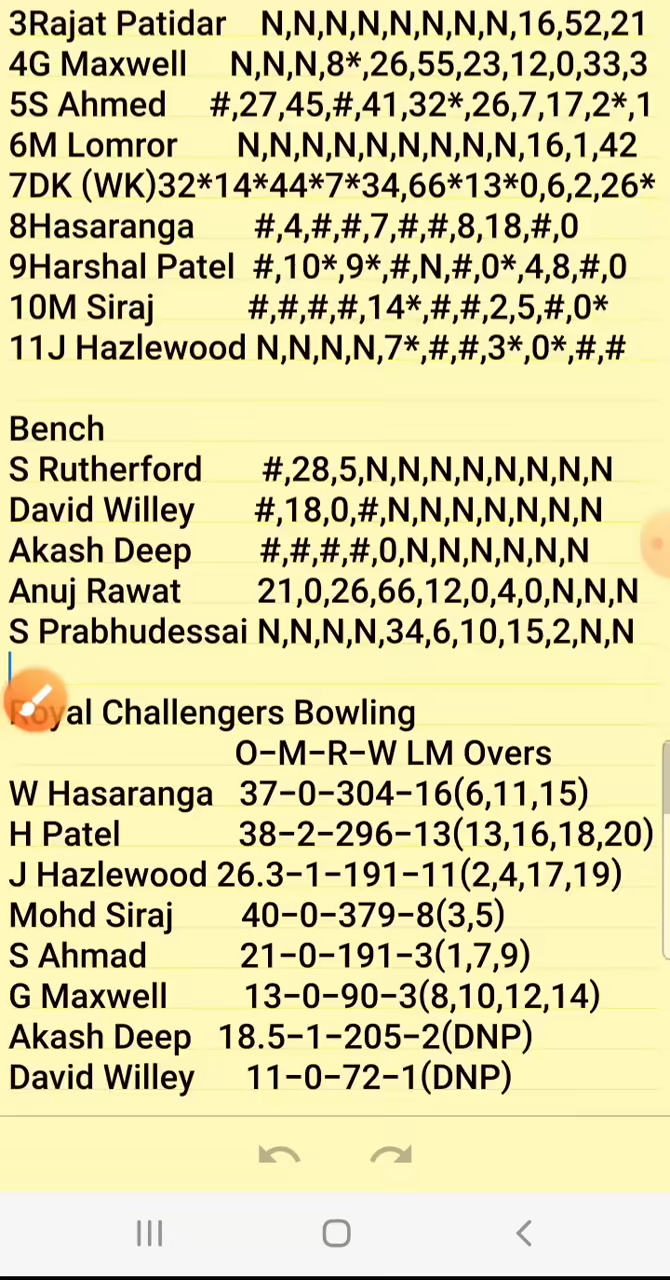 3Rajat Patidar N,N,N,N,N,N,N,N,16,52,21
4G Maxwell N,N,N,8*,26,55,23,12,0,33,3
5S Ahmed #,27,45,#,41,32*,26,7,17,2*,1
6M Lomror N,N,N,N,N,N,N,N,N,16,1,42
7DK (WK)32*14*44*7*34,66*13*0,6,2,26*
8Hasaranga #,4,#,#,7,#,#,8,18,#,0
9Harshal Patel #,10*,9*,#,N,#,0*,4,8,#,0
10M Siraj #,#,#,#,14*,#,#,2,5,#,0*
11J Hazlewood N,N,N,N,7*,#,#,3*,0*,#,#
Bench
S Rutherford #,28,5,N,N,N,N,N,N,N,N
David Willey #,18,0,#,N,N,N,N,N,N,N
Akash Deep #,#,#,#,0,N,N,N,N,N,N
Anuj Rawat 21,0,26,66,12,0,4,0,N,N,N
S Prabhudessai N,N,N,N,34,6,10,15,2,N,N
Royal Challengers Bowling
O-M-R-W LM Overs
W Hasaranga 37-0-304-16(6,11,15)
H Patel 38-2-296-13(13,16,18,20)
J Hazlewood 26.3-1-191-11(2,4,17,19)
Mohd Siraj 40-0-379-8(3,5)
S Ahmad 21-0-191-3(1,7,9)
G Maxwell 13-0-90-3(8,10,12,14)
Akash Deep 18.5-1-205-2(DNP)
David Willey 11-0-72-1(DNP)